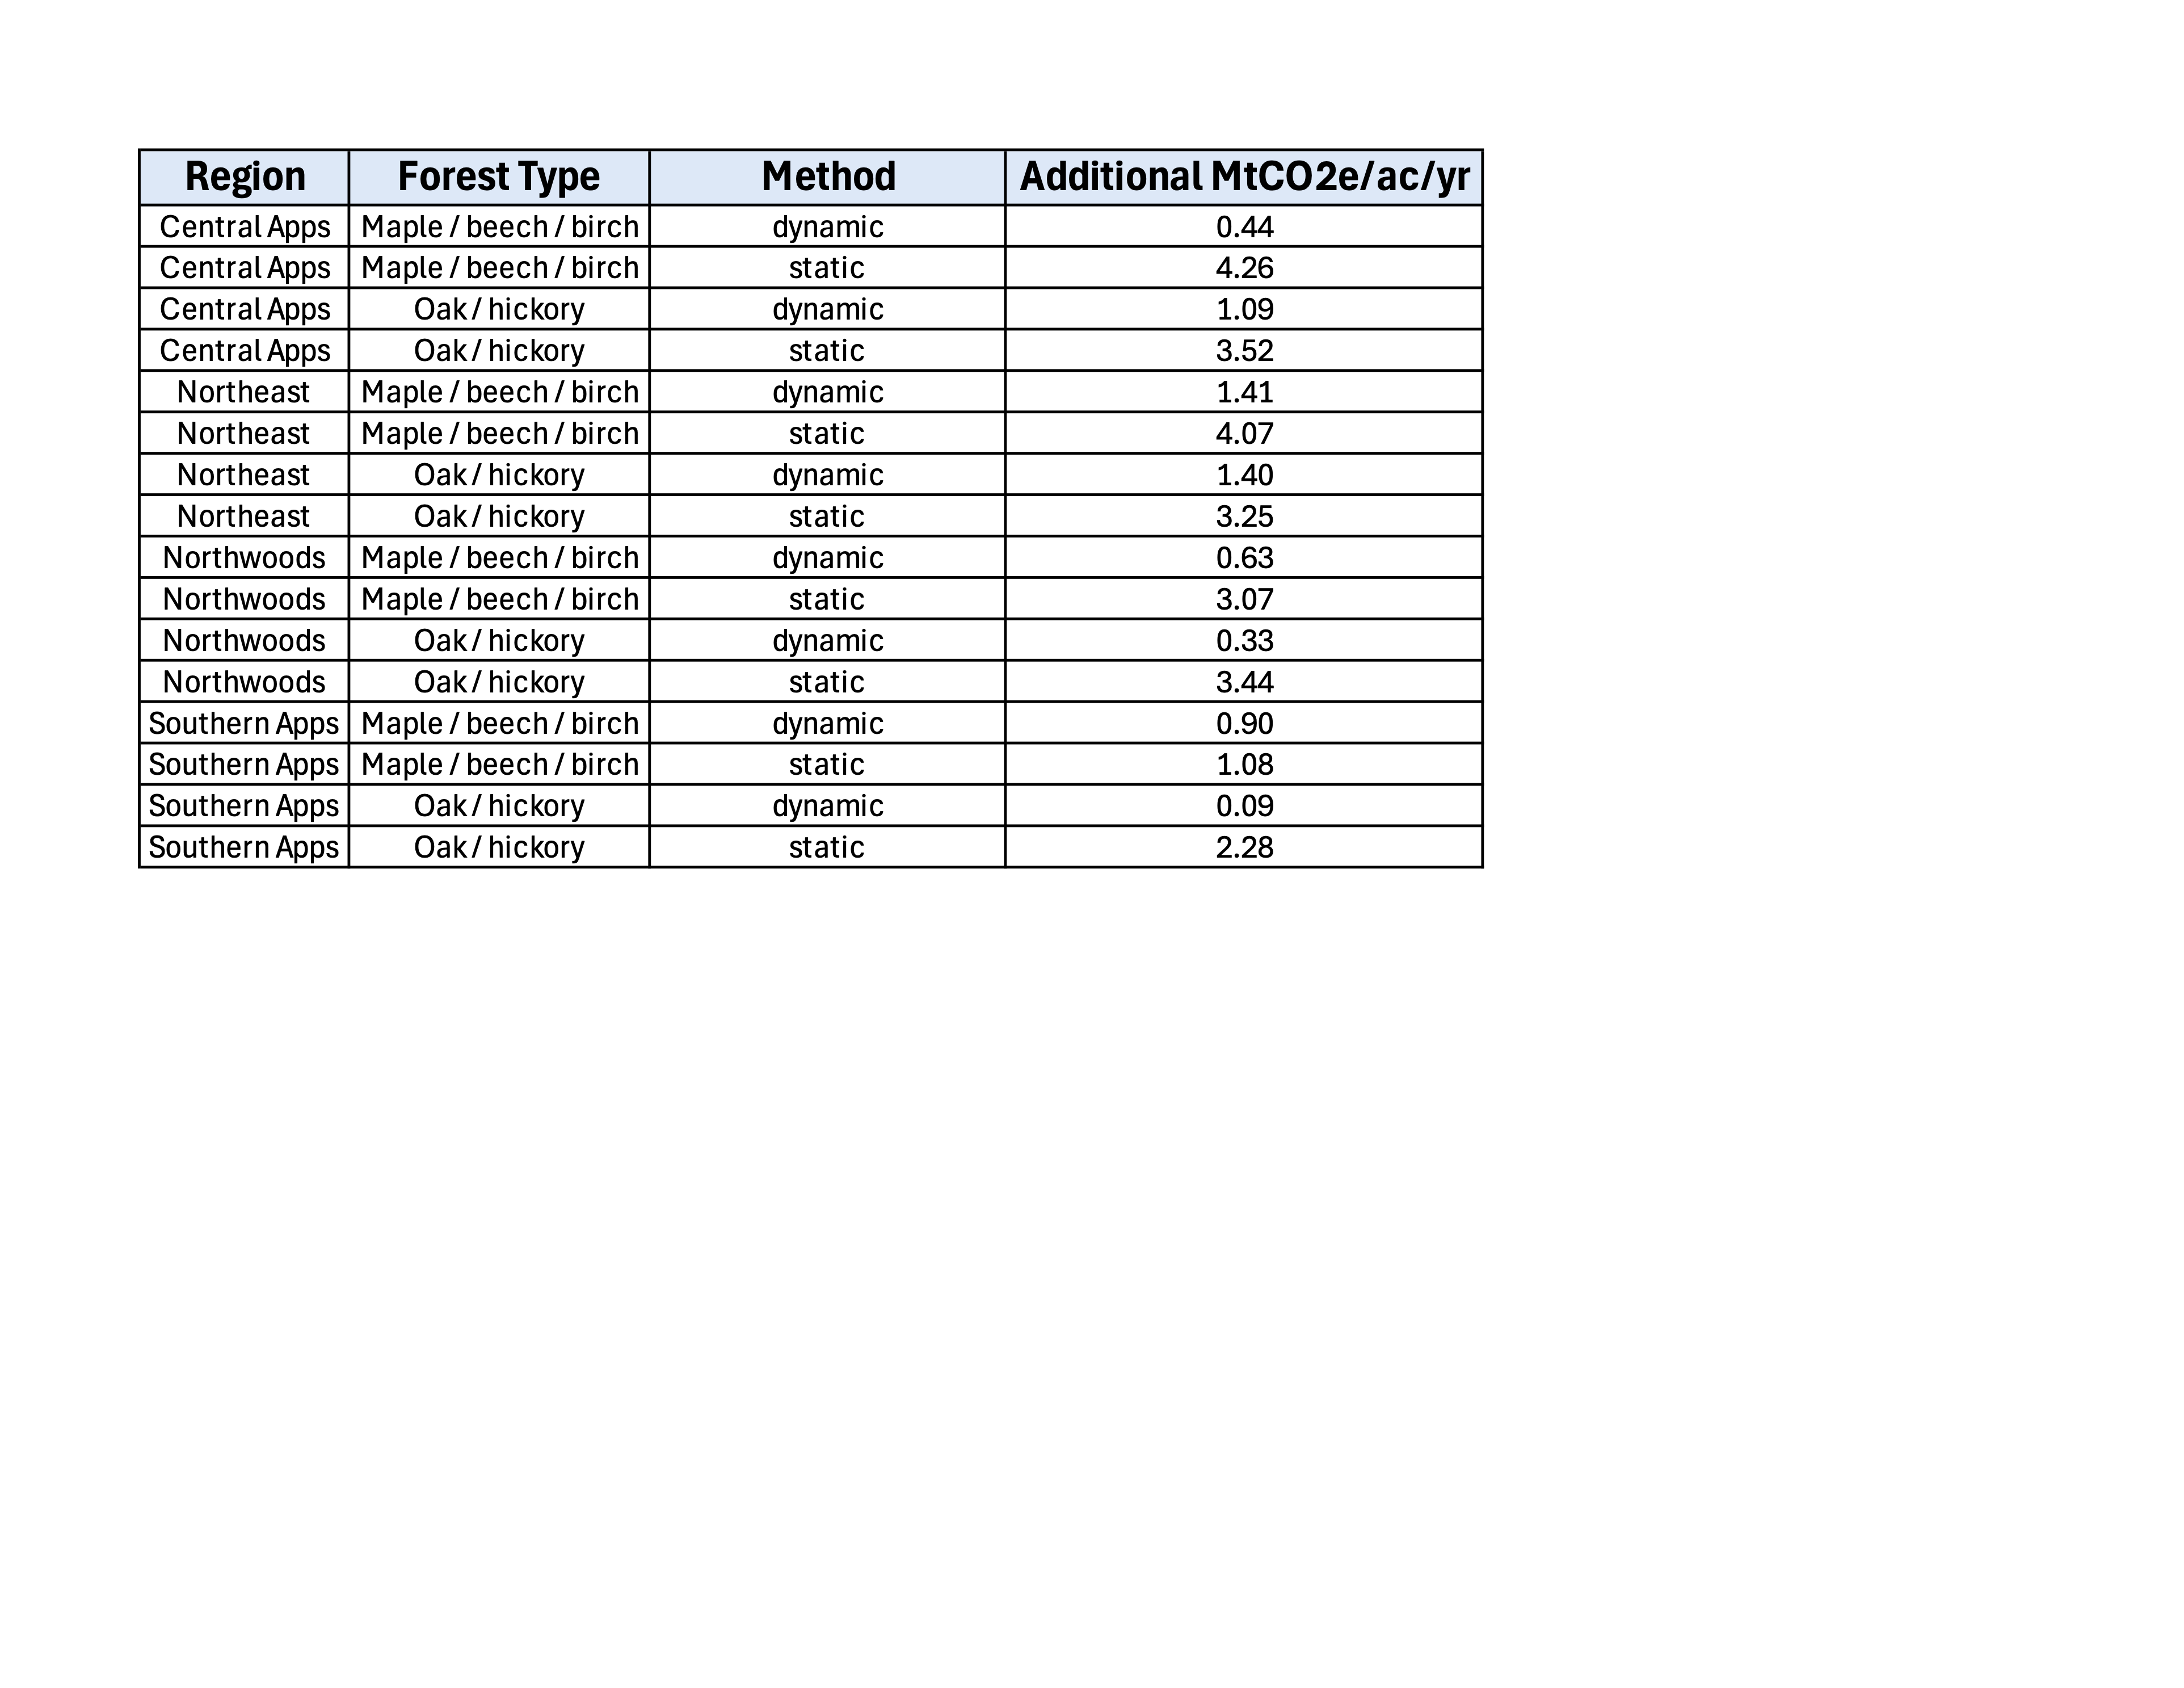 Region Forest Type Method Additional MtCO2e/ac/yr
Central Apps Maple / beech / birch dynamic 0.44
Central Apps Maple / beech / birch static 4.26
Central Apps Oak / hickory dynamic 1.09
Central Apps Oak / hickory static 3.52
Northeast Maple / beech / birch dynamic 1.41
Northeast Maple / beech / birch static 4.07
Northeast Oak / hickory dynamic 1.40
Northeast Oak / hickory static 3.25
Northwoods Maple / beech / birch dynamic 0.63
Northwoods Maple / beech / birch static 3.07
Northwoods Oak / hickory dynamic 0.33
Northwoods Oak / hickory static 3.44
Southern Apps Maple / beech / birch dynamic 0.90
Southern Apps Maple / beech / birch static 1.08
Southern Apps Oak / hickory dynamic 0.09
Southern Apps Oak / hickory static 2.28